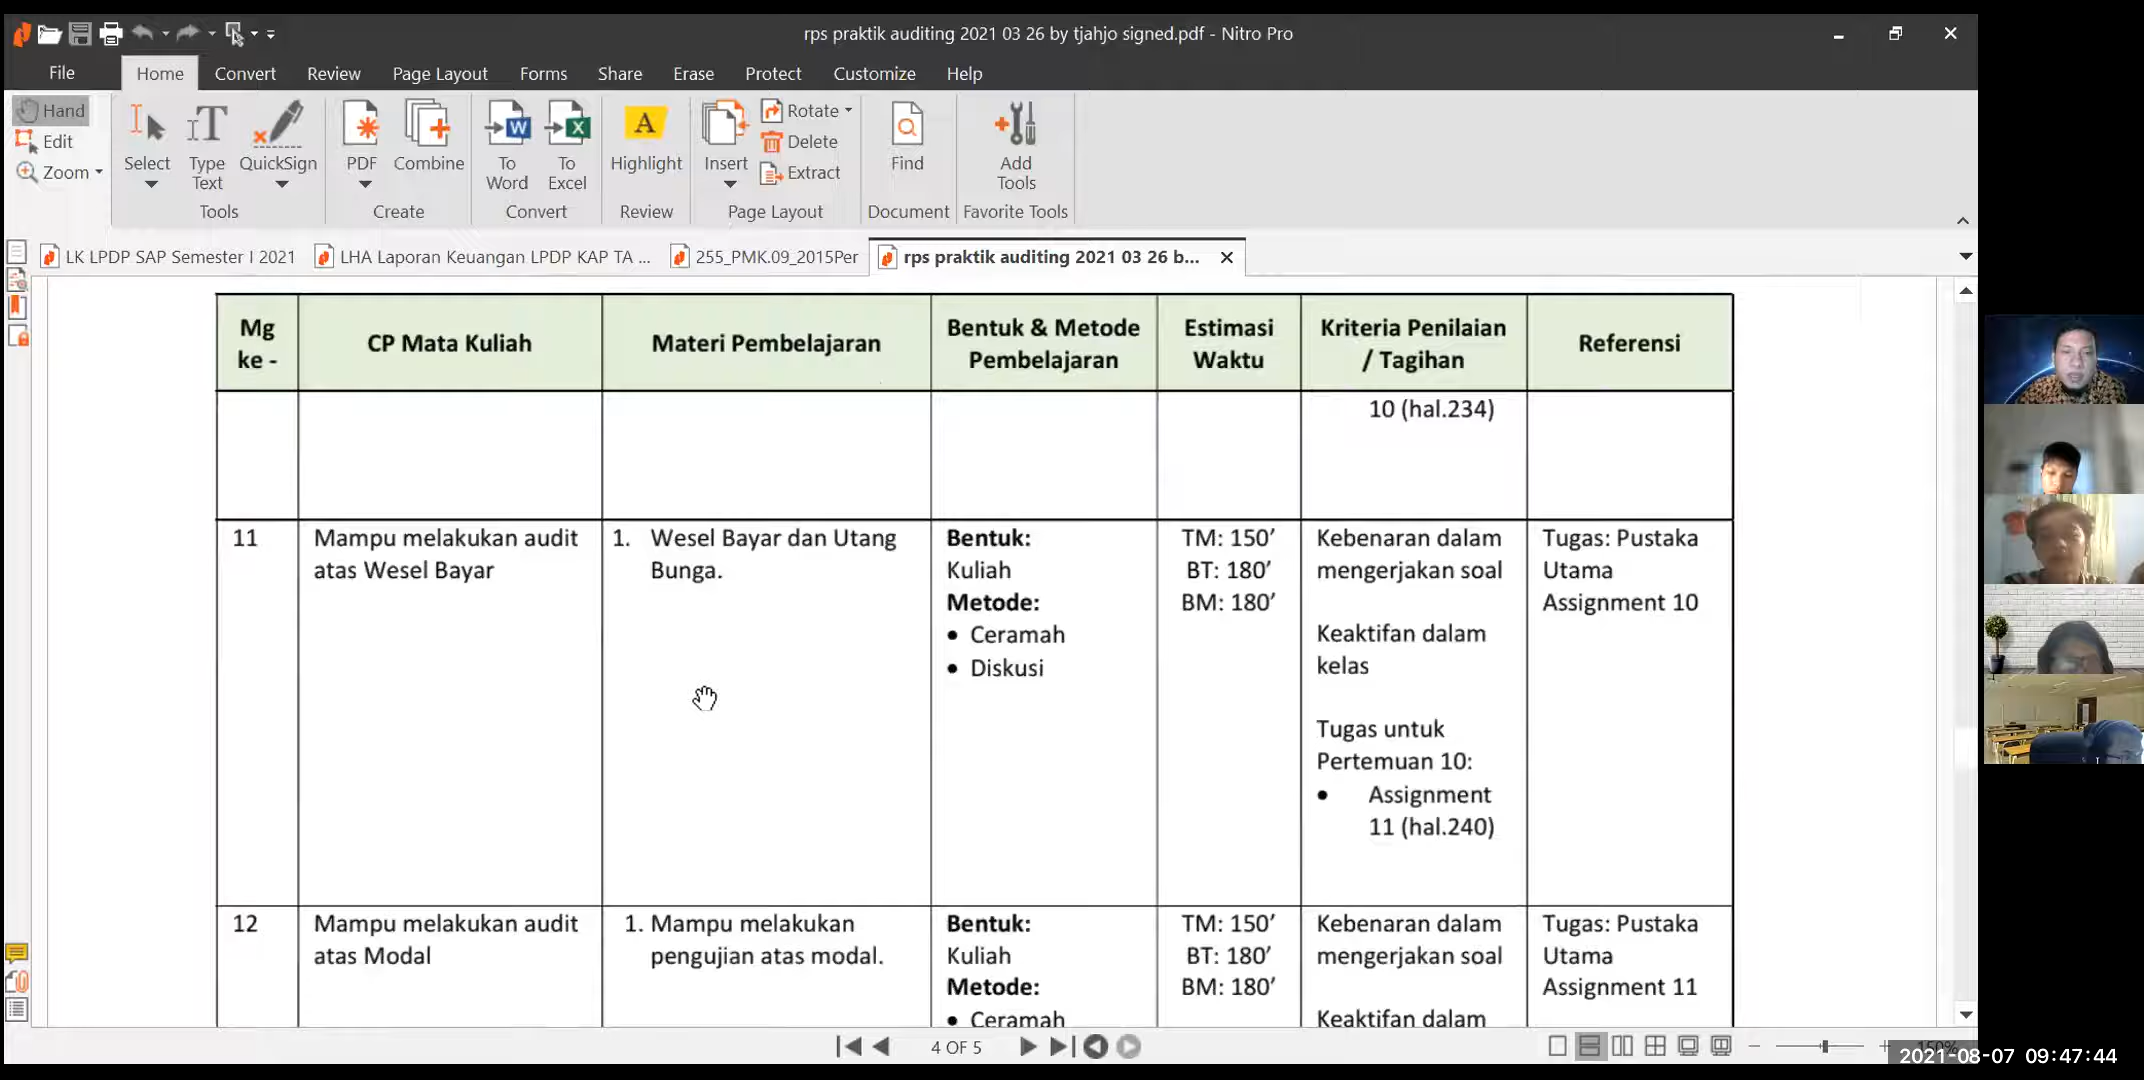 rps praktik auditing 2021 03 26 by tjahjo signed.pdf - Nitro Pro
File Home Convert Review Page Layout Forms Share Erase Protect Customize Help
Hand
Edit
Zoom
Select
Type Text
QuickSign
Tools
PDF
Combine
Create
To Word
To Excel
Convert
Highlight
Review
Insert
Rotate
Delete
Extract
Page Layout
Find
Document
Add Tools
Favorite Tools
LK LPDP SAP Semester I 2021
LHA Laporan Keuangan LPDP KAP TA ...
255_PMK.09_2015Per
rps praktik auditing 2021 03 26 b...
Mg ke -
CP Mata Kuliah
Materi Pembelajaran
Bentuk & Metode Pembelajaran
Estimasi Waktu
Kriteria Penilaian / Tagihan
Referensi
10 (hal.234)
11
Mampu melakukan audit
atas Wesel Bayar
1. Wesel Bayar dan Utang
Bunga.
Bentuk:
Kuliah
Metode:
• Ceramah
• Diskusi
TM: 150’
BT: 180’
BM: 180’
Kebenaran dalam
mengerjakan soal
Keaktifan dalam
kelas
Tugas untuk
Pertemuan 10:
• Assignment
11 (hal.240)
Tugas: Pustaka
Utama
Assignment 10
12
Mampu melakukan audit
atas Modal
1. Mampu melakukan
pengujian atas modal.
Bentuk:
Kuliah
Metode:
• Ceramah
TM: 150’
BT: 180’
BM: 180’
Kebenaran dalam
mengerjakan soal
Keaktifan dalam
Tugas: Pustaka
Utama
Assignment 11
4 OF 5
150%
2021-08-07 09:47:44